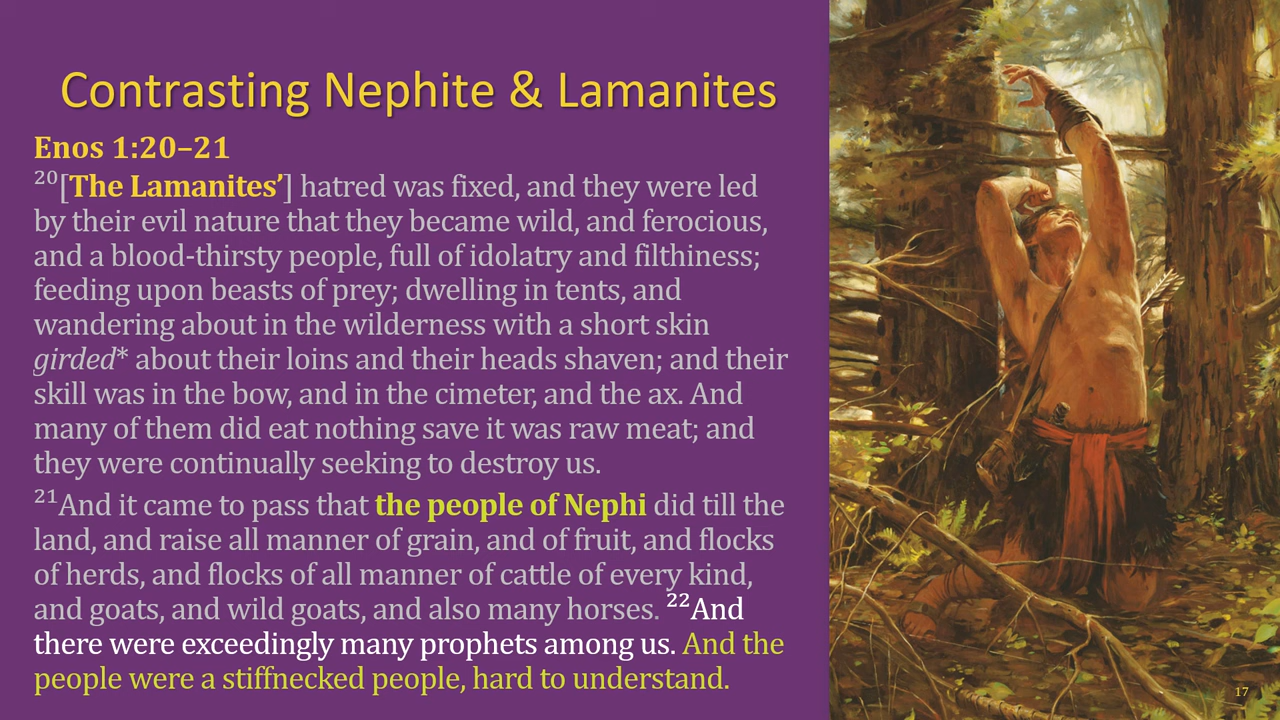 Contrasting Nephite & Lamanites
Enos 1:20–21
²⁰[The Lamanites’] hatred was fixed, and they were led
by their evil nature that they became wild, and ferocious,
and a blood-thirsty people, full of idolatry and filthiness;
feeding upon beasts of prey; dwelling in tents, and
wandering about in the wilderness with a short skin
girded* about their loins and their heads shaven; and their
skill was in the bow, and in the cimeter, and the ax. And
many of them did eat nothing save it was raw meat; and
they were continually seeking to destroy us.
²¹And it came to pass that the people of Nephi did till the
land, and raise all manner of grain, and of fruit, and flocks
of herds, and flocks of all manner of cattle of every kind,
and goats, and wild goats, and also many horses. ²²And
there were exceedingly many prophets among us. And the
people were a stiffnecked people, hard to understand.
17